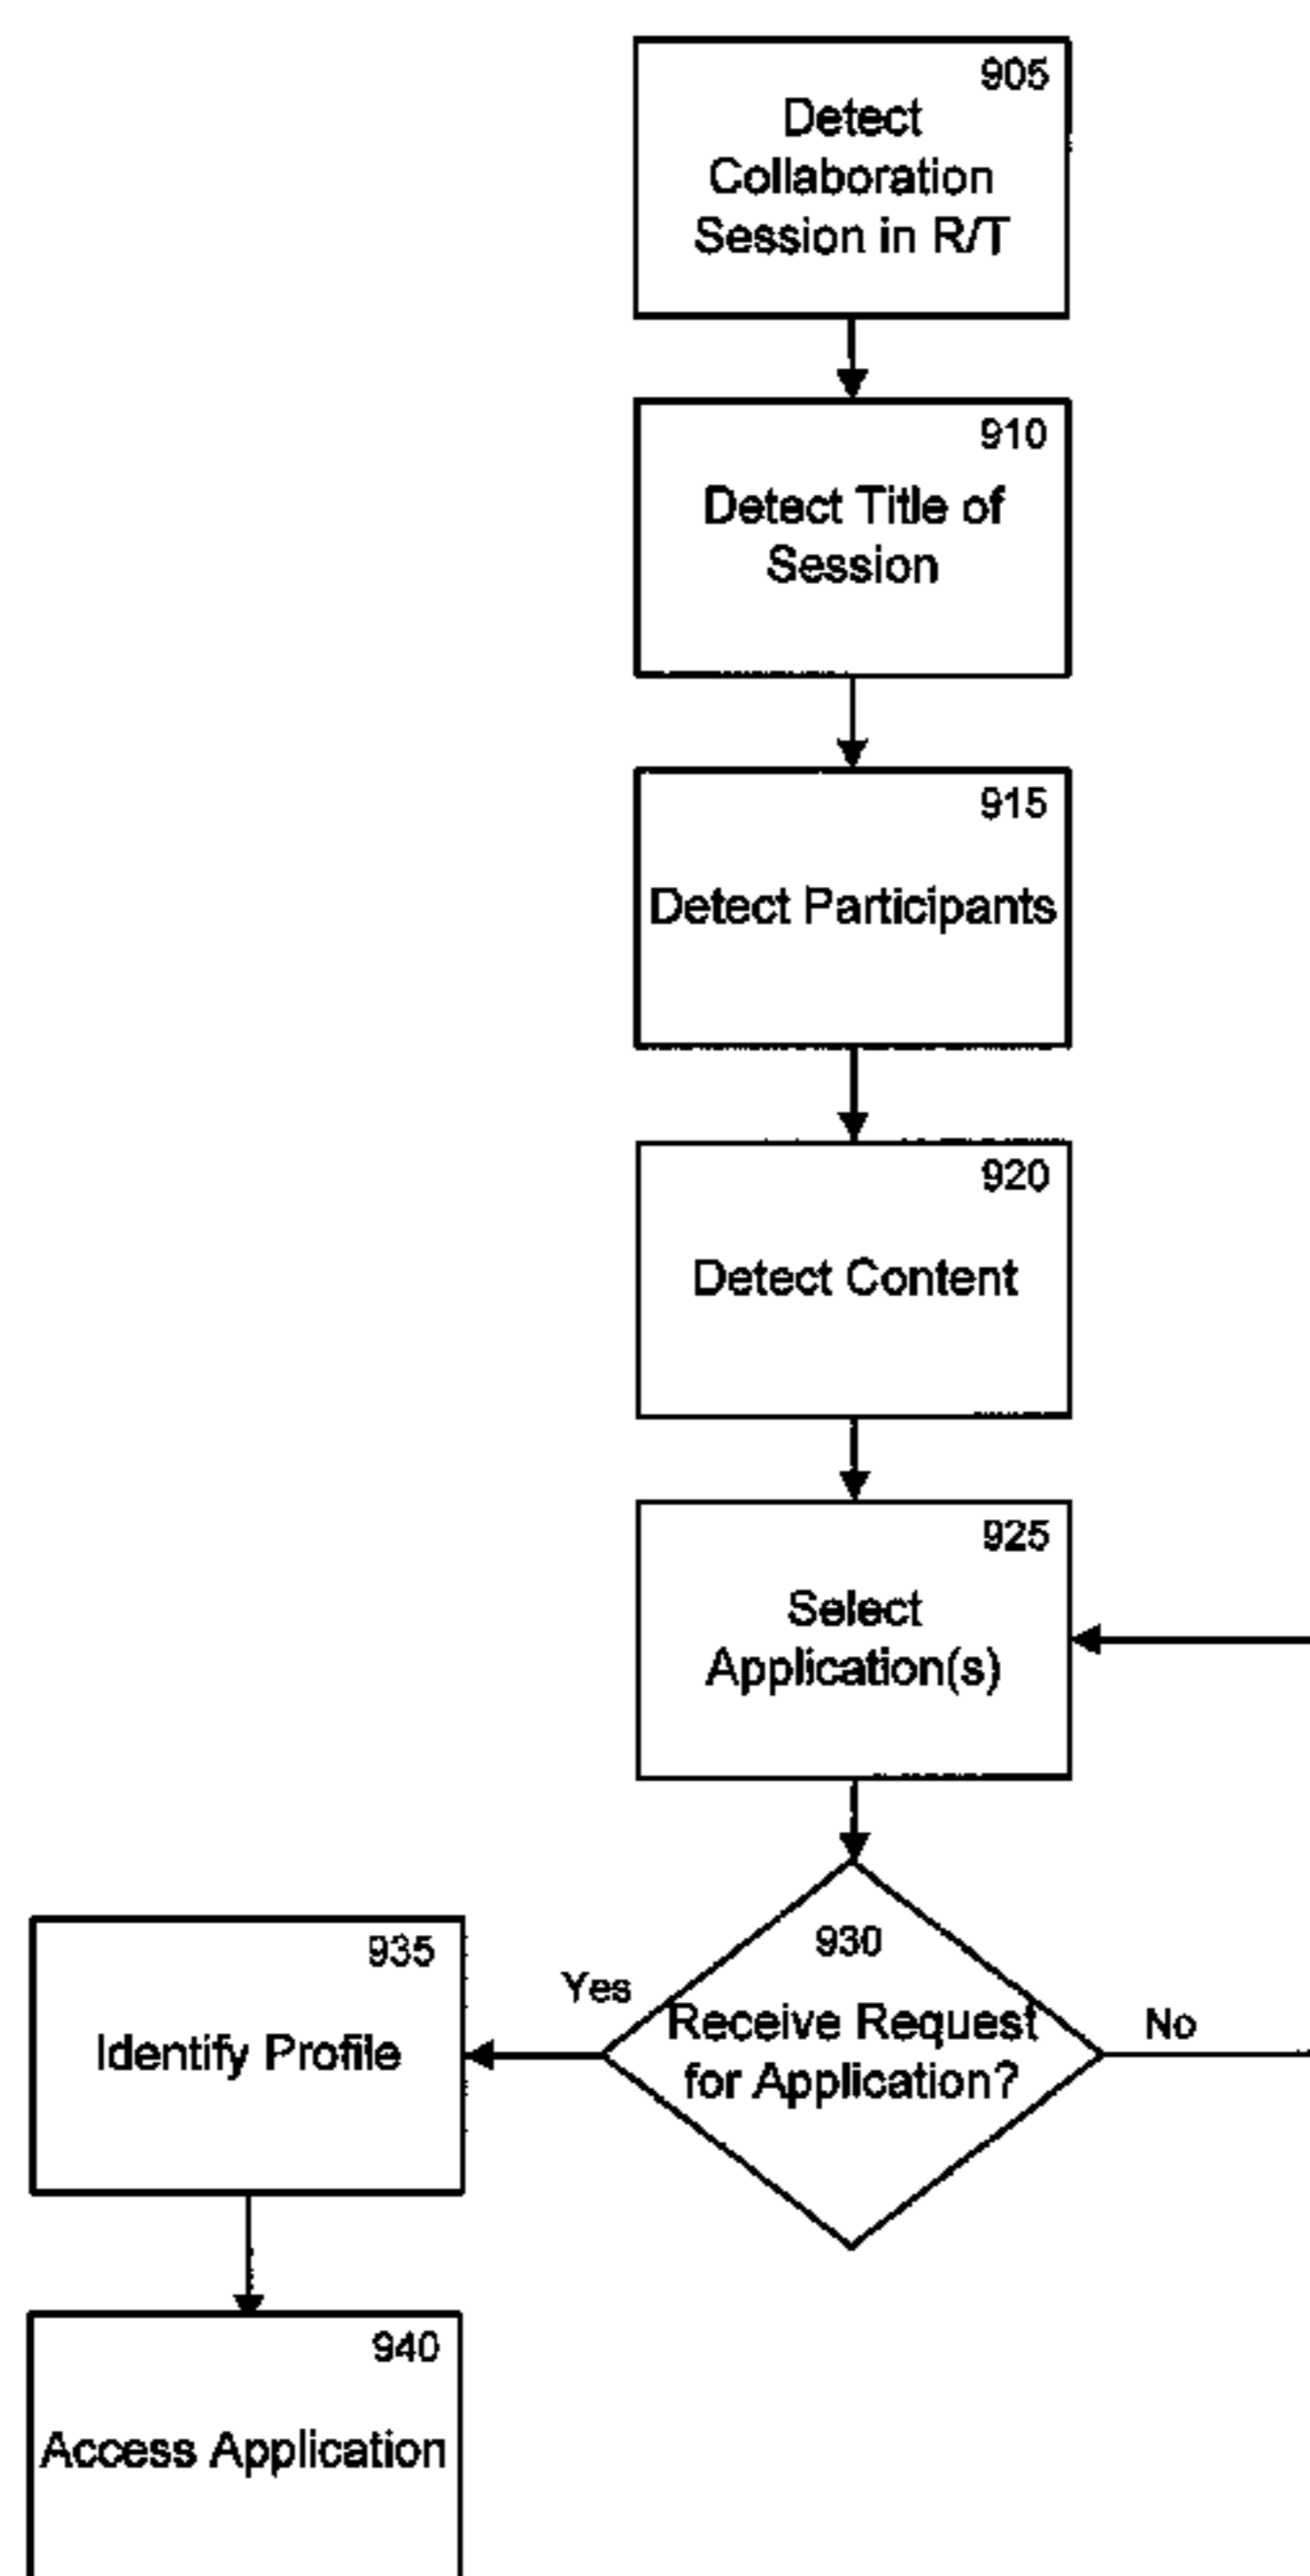 905
Detect
Collaboration
Session in R/T
910
Detect Title of
Session
915
Detect Participants
920
Detect Content
925
Select
Application(s)
930
Receive Request
for Application?
Yes
No
935
Identify Profile
940
Access Application